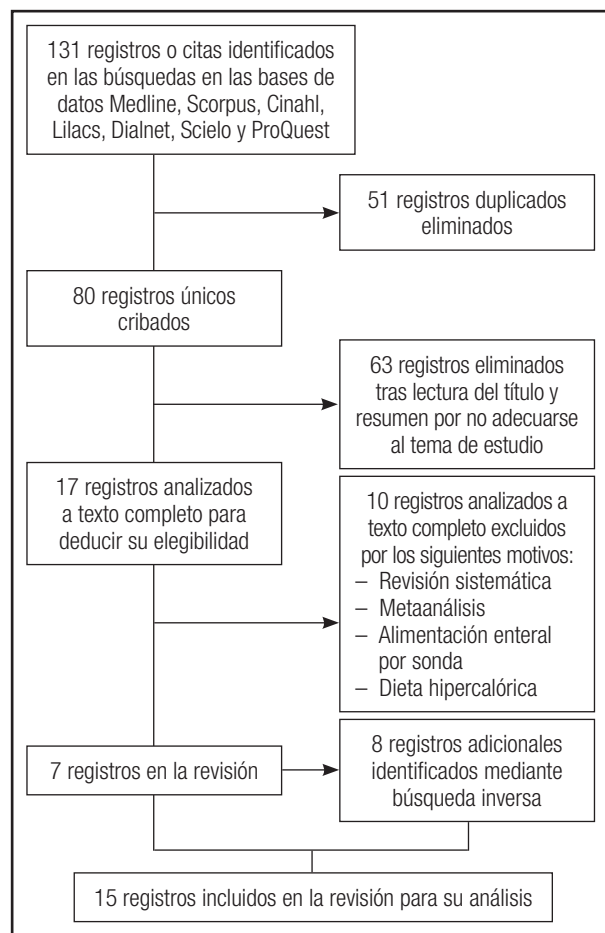 131 registros o citas identificados
en las búsquedas en las bases de
datos Medline, Scorpus, Cinahl,
Lilacs, Dialnet, Scielo y ProQuest
51 registros duplicados
eliminados
80 registros únicos
cribados
63 registros eliminados
tras lectura del título y
resumen por no adecuarse
al tema de estudio
17 registros analizados
a texto completo para
deducir su elegibilidad
10 registros analizados a
texto completo excluidos
por los siguientes motivos:
– Revisión sistemática
– Metaanálisis
– Alimentación enteral
por sonda
– Dieta hipercalórica
7 registros en la revisión
8 registros adicionales
identificados mediante
búsqueda inversa
15 registros incluidos en la revisión para su análisis